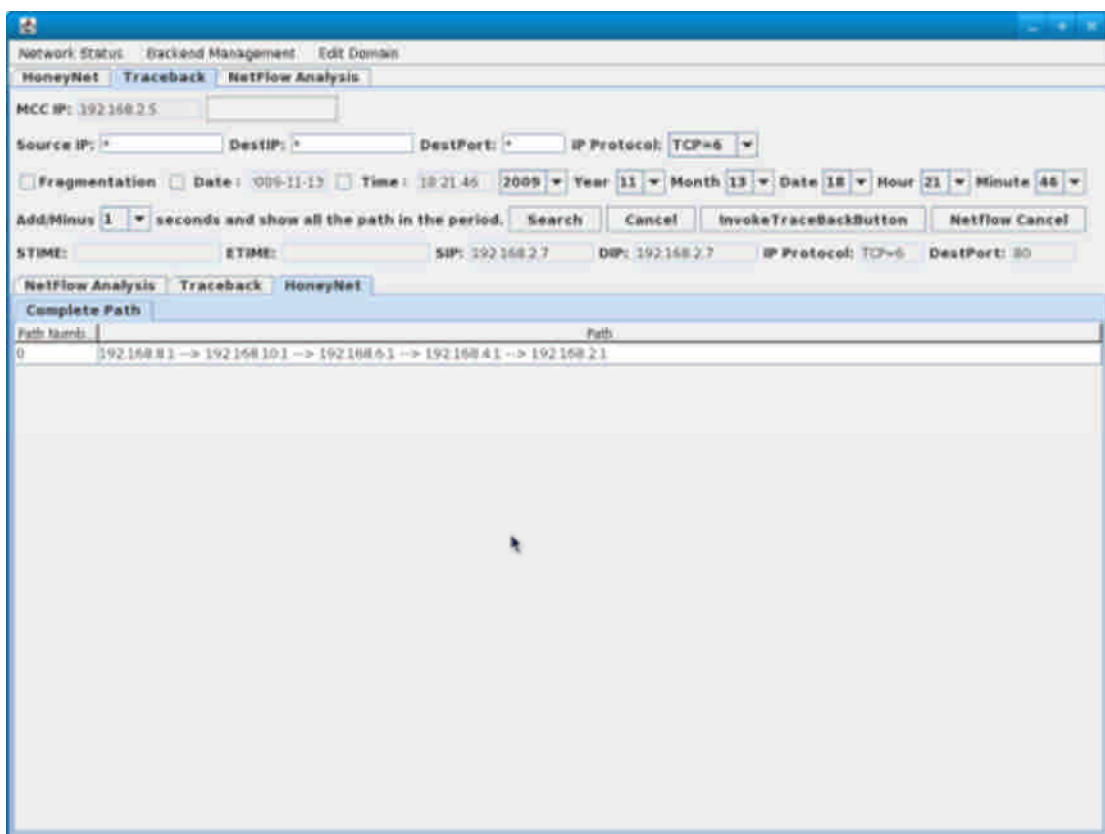 Network Status Backend Management Edit Domain
HoneyNet Traceback NetFlow Analysis
MCC IP: 192.168.2.5
Source IP: * DestIP: * DestPort: * IP Protocol: TCP=6
Fragmentation Date : 009-11-13 Time : 18:21:46 2009 Year 11 Month 13 Date 18 Hour 21 Minute 46
Add/Minus 1 seconds and show all the path in the period. Search Cancel InvokeTraceBackButton Netflow Cancel
STIME: ETIME: SIP: 192.168.2.7 DIP: 192.168.2.7 IP Protocol: TCP=6 DestPort: 80
NetFlow Analysis Traceback HoneyNet
Complete Path
Path Numb... Path
0 192.168.8.1 --> 192.168.10.1 --> 192.168.6.1 --> 192.168.4.1 --> 192.168.2.1